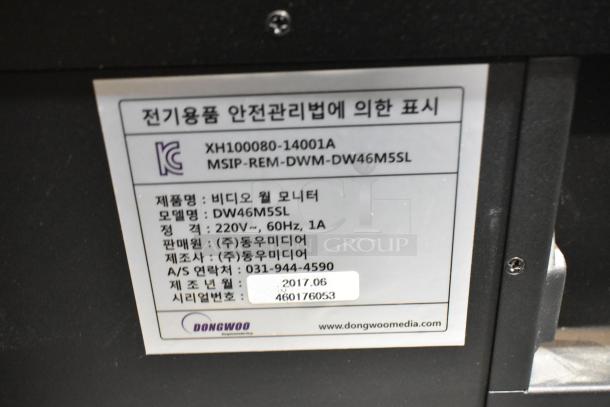 전기용품 안전관리법에 의한 표시
XH100080-14001A
MSIP-REM-DWM-DW46M5SL
제품명 : 비디오 월 모니터
모델명 : DW46M5SL
정 격 : 220V~, 60Hz, 1A
판매원 : (주)동우미디어
제조사 : (주)동우미디어
A/S 연락처 : 031-944-4590
제 조 년 월 : 2017.06
시리얼번호 : 460176053
DONGWOO
www.dongwoomedia.com
GROUP